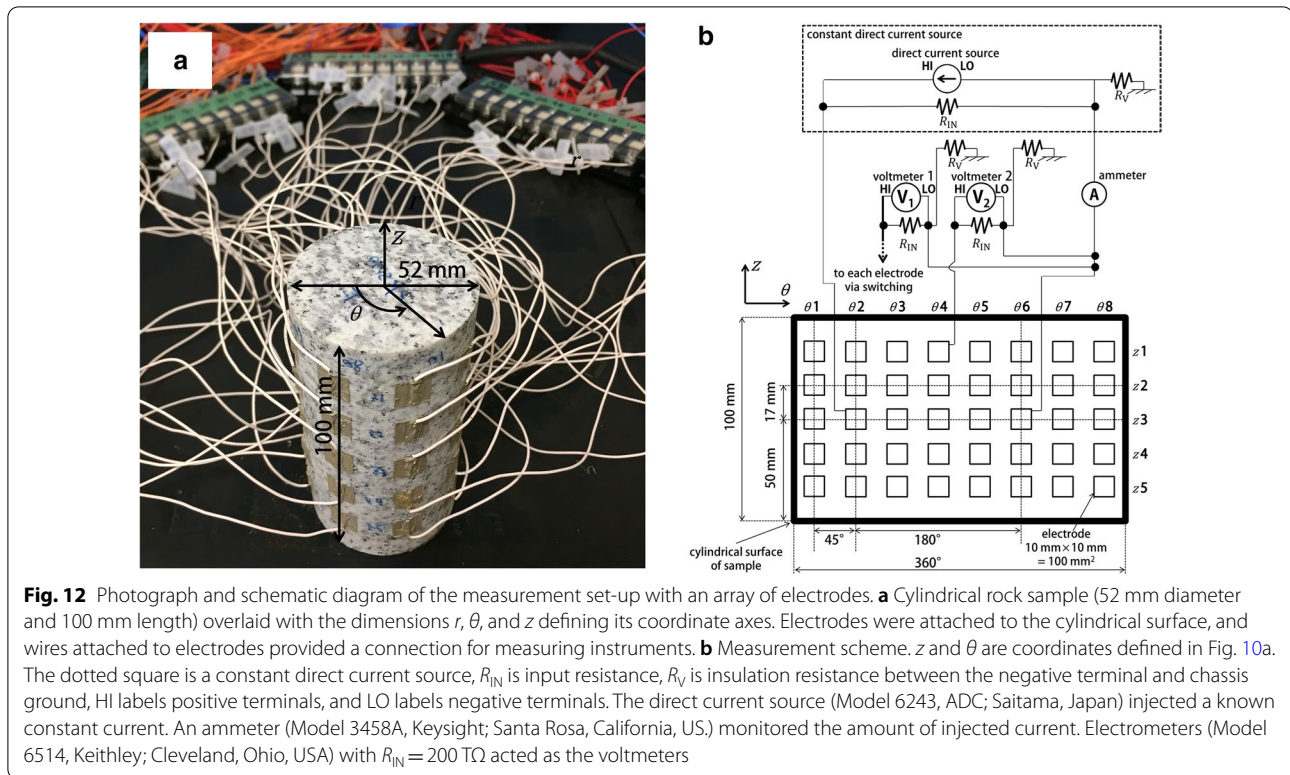 a
r
r
z
52 mm
θ
100 mm
b
constant direct current source
direct current source
HI LO
R_V
R_IN
R_V
R_V
voltmeter 1
voltmeter 2
ammeter
HI LO
HI LO
V_1
V_2
A
R_IN
R_IN
to each electrode
via switching
z
θ
θ1 θ2 θ3 θ4 θ5 θ6 θ7 θ8
z1
z2
z3
z4
z5
100 mm
17 mm
50 mm
45°
180°
360°
cylindrical surface
of sample
electrode
10 mm×10 mm
= 100 mm²
Fig. 12 Photograph and schematic diagram of the measurement set-up with an array of electrodes. a Cylindrical rock sample (52 mm diameter
and 100 mm length) overlaid with the dimensions r, θ, and z defining its coordinate axes. Electrodes were attached to the cylindrical surface, and
wires attached to electrodes provided a connection for measuring instruments. b Measurement scheme. z and θ are coordinates defined in Fig. 10a.
The dotted square is a constant direct current source, R_IN is input resistance, R_V is insulation resistance between the negative terminal and chassis
ground, HI labels positive terminals, and LO labels negative terminals. The direct current source (Model 6243, ADC; Saitama, Japan) injected a known
constant current. An ammeter (Model 3458A, Keysight; Santa Rosa, California, US.) monitored the amount of injected current. Electrometers (Model
6514, Keithley; Cleveland, Ohio, USA) with R_IN = 200 TΩ acted as the voltmeters